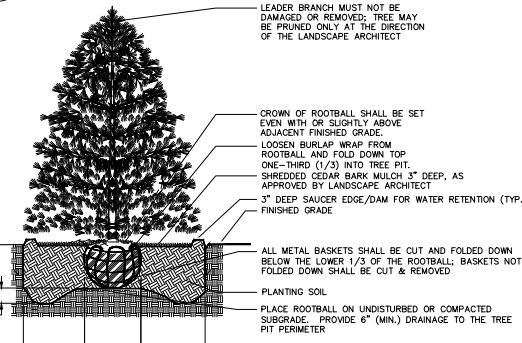 LEADER BRANCH MUST NOT BE
DAMAGED OR REMOVED; TREE MAY
BE PRUNED ONLY AT THE DIRECTION
OF THE LANDSCAPE ARCHITECT
CROWN OF ROOTBALL SHALL BE SET
EVEN WITH OR SLIGHTLY ABOVE
ADJACENT FINISHED GRADE.
LOOSEN BURLAP WRAP FROM
ROOTBALL AND FOLD DOWN TOP
ONE-THIRD (1/3) INTO TREE PIT.
SHREDDED CEDAR BARK MULCH 3" DEEP, AS
APPROVED BY LANDSCAPE ARCHITECT
3" DEEP SAUCER EDGE/DAM FOR WATER RETENTION (TYP.
FINISHED GRADE
ALL METAL BASKETS SHALL BE CUT AND FOLDED DOWN
BELOW THE LOWER 1/3 OF THE ROOTBALL; BASKETS NOT
FOLDED DOWN SHALL BE CUT & REMOVED
PLANTING SOIL
PLACE ROOTBALL ON UNDISTURBED OR COMPACTED
SUBGRADE. PROVIDE 6" (MIN.) DRAINAGE TO THE TREE
PIT PERIMETER